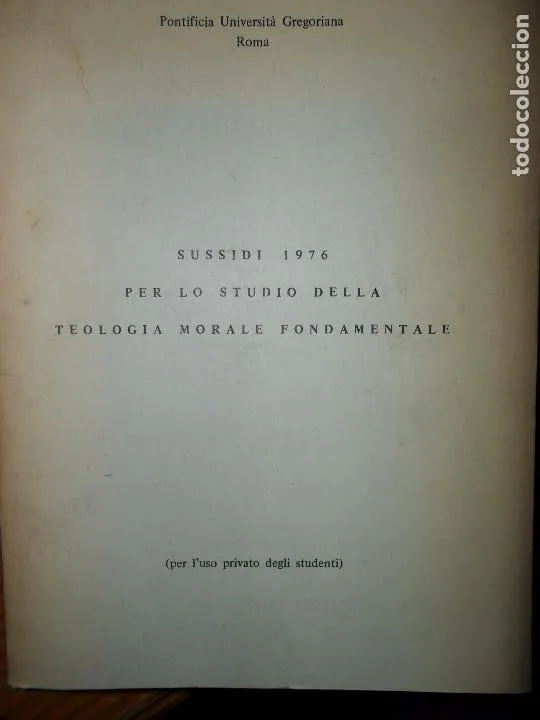 Pontificia Università Gregoriana
Roma
SUSSIDI 1976
PER LO STUDIO DELLA
TEOLOGIA MORALE FONDAMENTALE
(per l'uso privato degli studenti)
todocoleccion